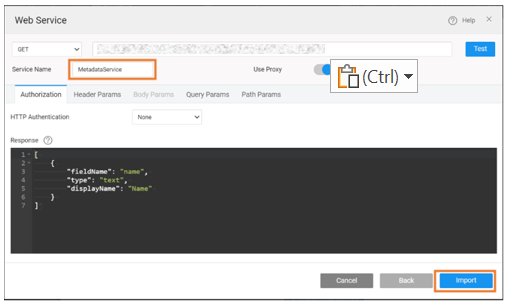 Web Service
Help
GET
Test
Service Name
MetadataService
Use Proxy
(Ctrl)
Authorization Header Params Body Params Query Params Path Params
HTTP Authentication
None
Response
1 [
2 {
3 "fieldName": "name",
4 "type": "text",
5 "displayName": "Name"
6 }
7 ]
Cancel Back Import